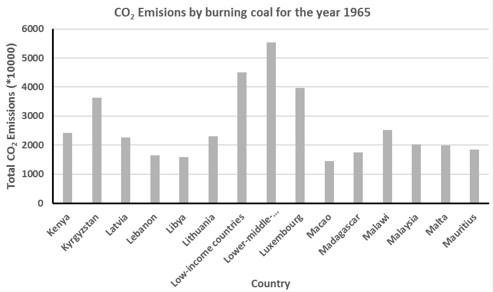 CO₂ Emisions by burning coal for the year 1965
Total CO₂ Emissions (*10000)
6000
5000
4000
3000
2000
1000
0
Kenya
Kyrgyzstan
Latvia
Lebanon
Libya
Lithuania
Low-income countries
Lower-middle-...
Luxembourg
Macao
Madagascar
Malawi
Malaysia
Malta
Mauritius
Country